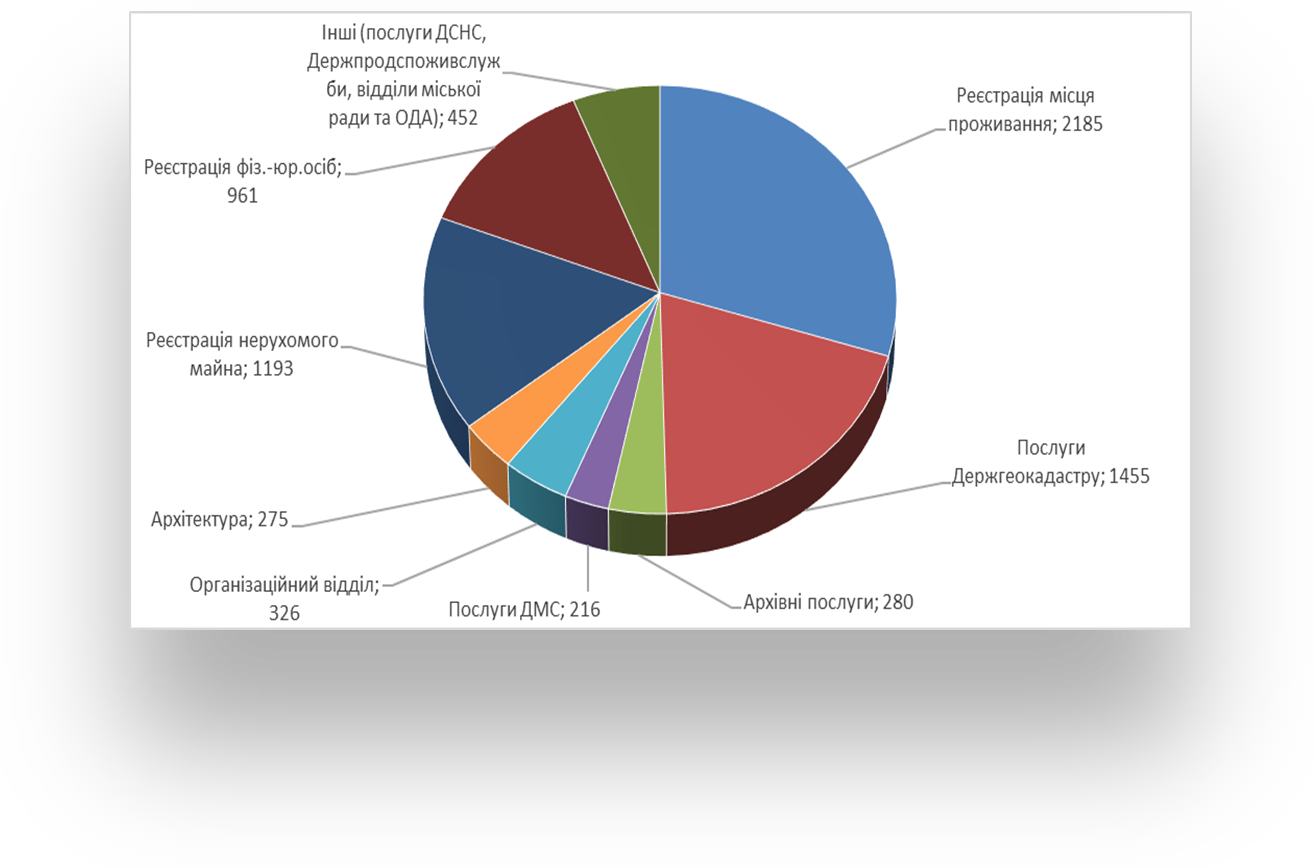 Інші (послуги ДСНС,
Держпродспоживслуж
би, відділи міської
ради та ОДА); 452
Реєстрація місця
проживання; 2185
Реєстрація фіз.-юр.осіб;
961
Реєстрація нерухомого
майна; 1193
Послуги
Держгеокадастру; 1455
Архітектура; 275
Організаційний відділ;
326
Послуги ДМС; 216
Архівні послуги; 280